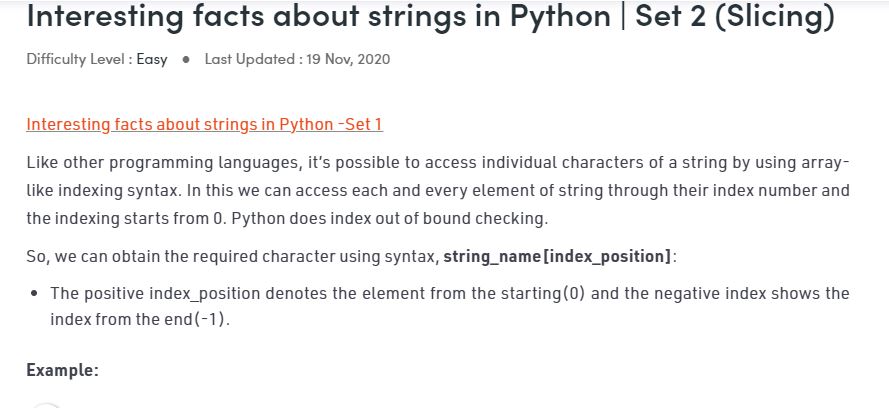 Interesting facts about strings in Python | Set 2 (Slicing)
Difficulty Level : Easy ● Last Updated : 19 Nov, 2020
Interesting facts about strings in Python -Set 1
Like other programming languages, it's possible to access individual characters of a string by using array-
like indexing syntax. In this we can access each and every element of string through their index number and
the indexing starts from 0. Python does index out of bound checking.
So, we can obtain the required character using syntax, string_name[index_position]:
• The positive index_position denotes the element from the starting(0) and the negative index shows the
index from the end(-1).
Example: